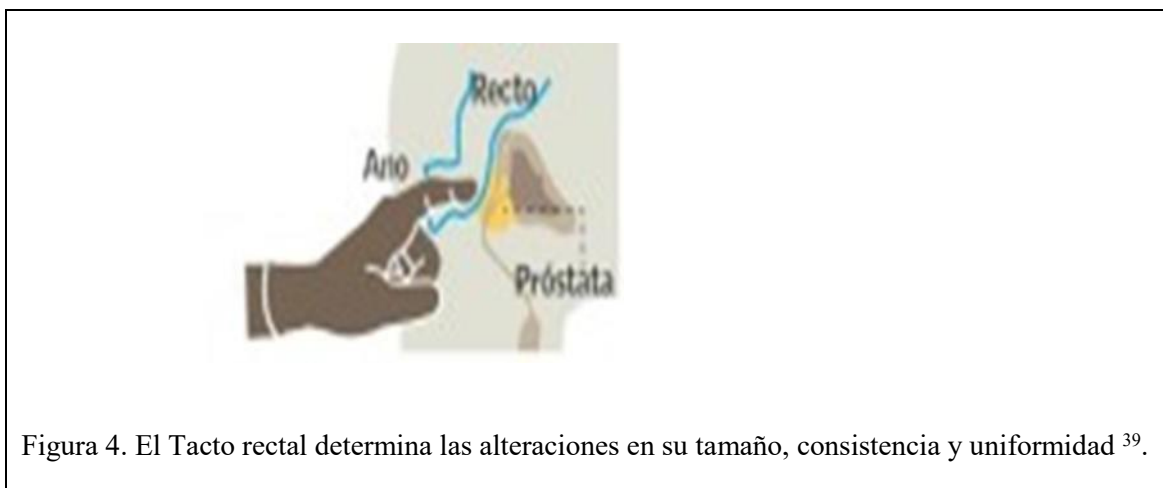 Recto
Ano
Próstata
Figura 4. El Tacto rectal determina las alteraciones en su tamaño, consistencia y uniformidad ³⁹.